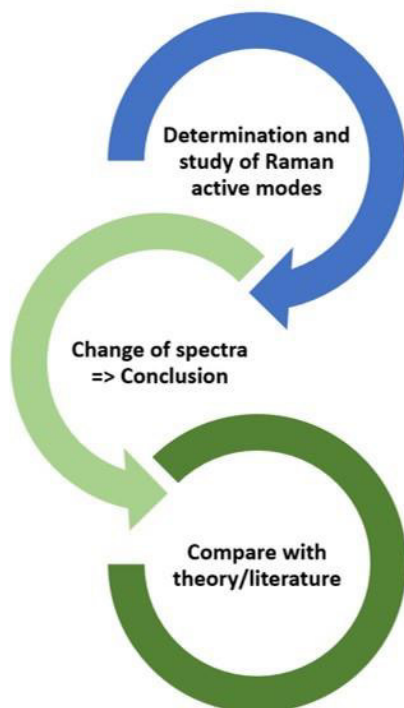 Determination and
study of Raman
active modes
Change of spectra
=> Conclusion
Compare with
theory/literature